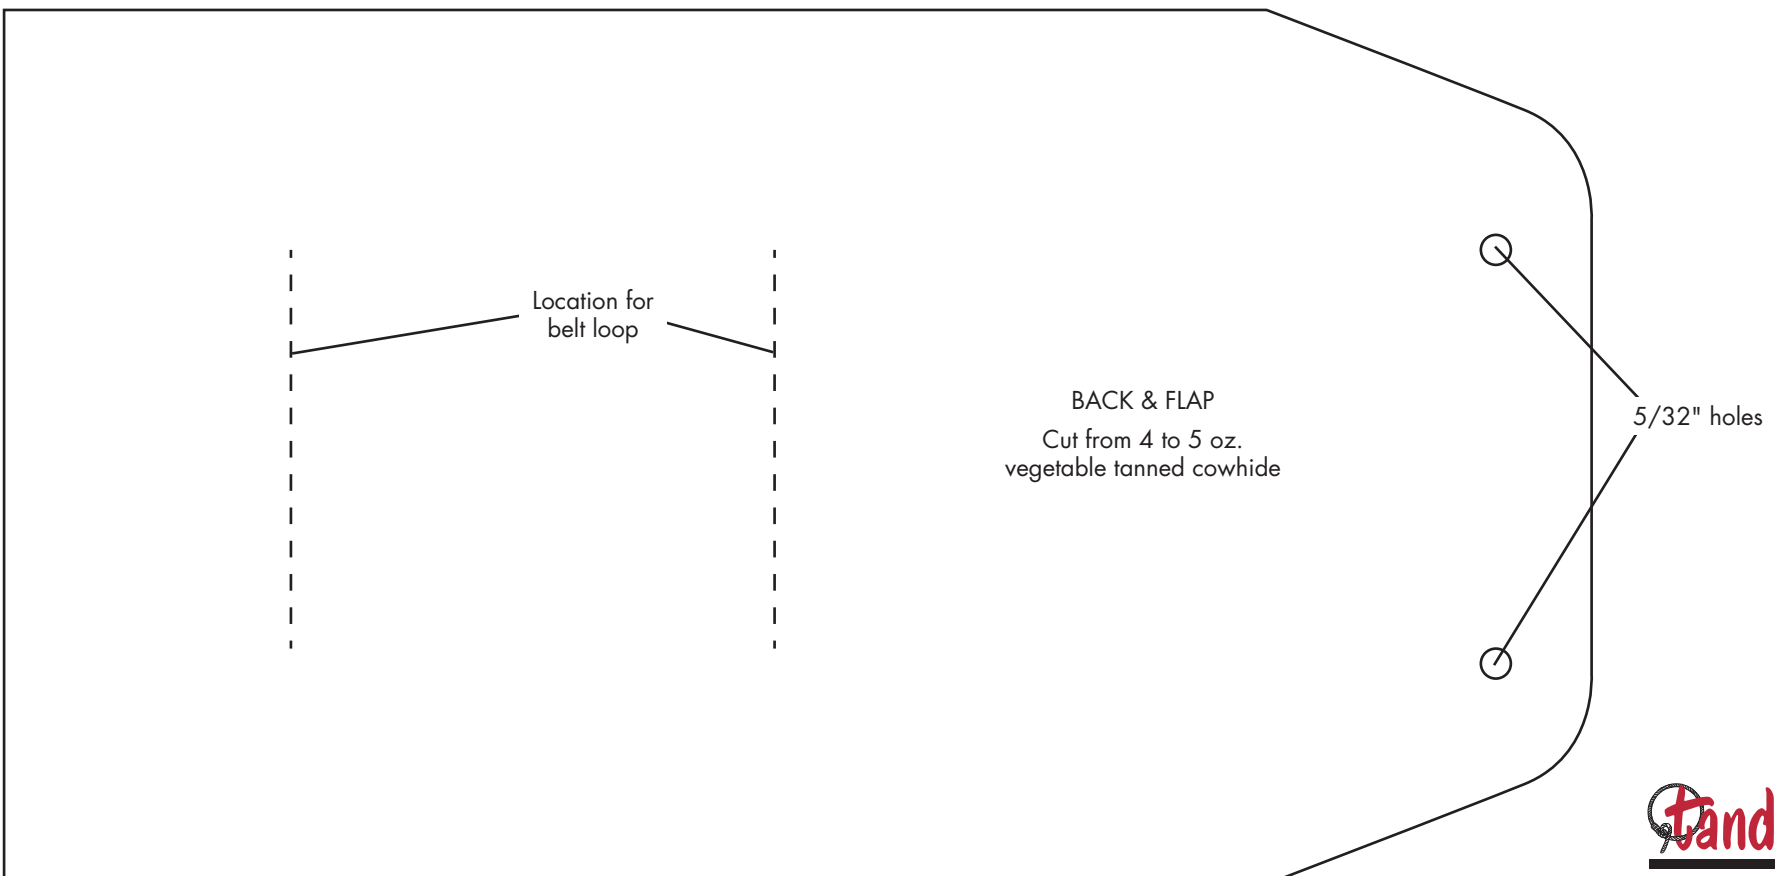 Location for
belt loop
BACK & FLAP
Cut from 4 to 5 oz.
vegetable tanned cowhide
5/32" holes
tand